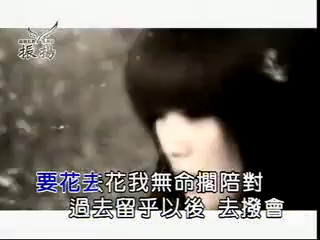 振揚
要花去花我無命擱陪對
過去留乎以後 去撥會